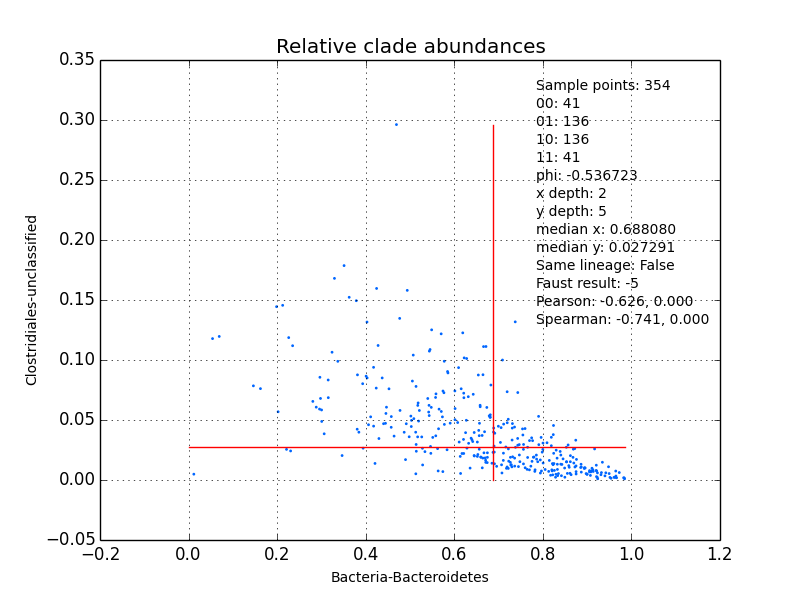 Relative clade abundances
0.35
0.30
0.25
0.20
0.15
0.10
0.05
0.00
−0.05
Clostridiales-unclassified
Sample points: 354
00: 41
01: 136
10: 136
11: 41
phi: -0.536723
x depth: 2
y depth: 5
median x: 0.688080
median y: 0.027291
Same lineage: False
Faust result: -5
Pearson: -0.626, 0.000
Spearman: -0.741, 0.000
−0.2 0.0 0.2 0.4 0.6 0.8 1.0 1.2
Bacteria-Bacteroidetes